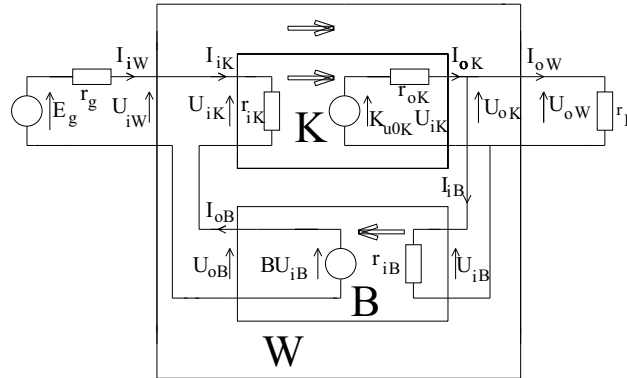 I_iW I_iK I_oK I_oW
r_g r_oK
E_g U_iW U_iK r_iK K_u0K U_iK U_oK U_oW
K
I_oB I_iB
U_oB BU_iB r_iB U_iB
B
W